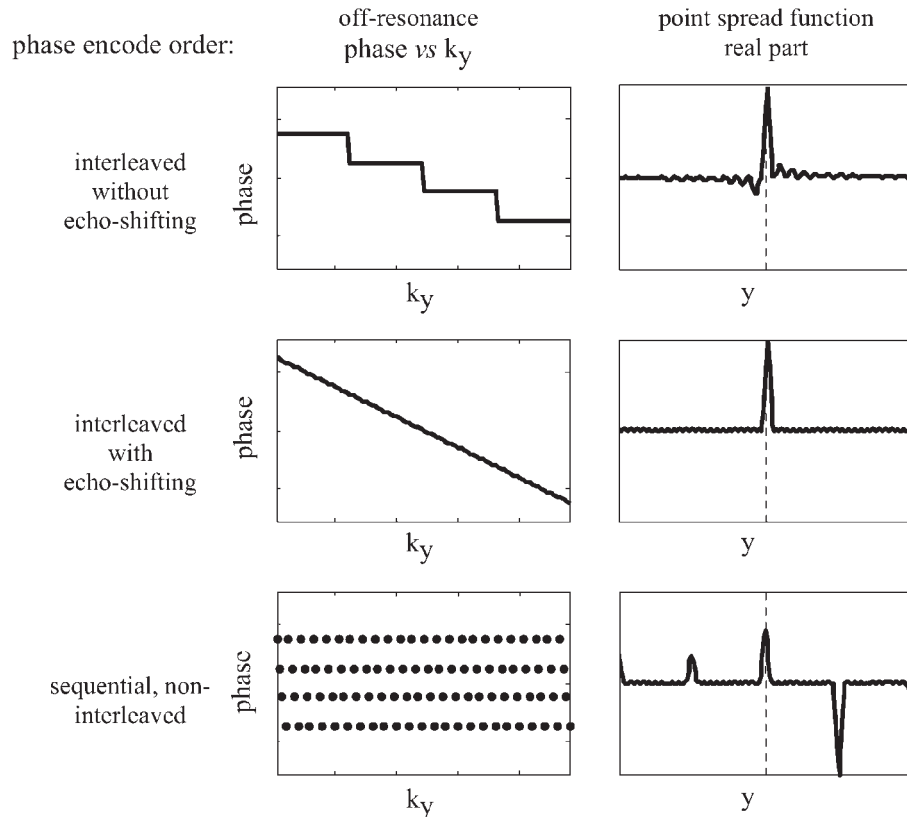 phase encode order:
off-resonance
phase vs ky
point spread function
real part
interleaved
without
echo-shifting
phase
ky
y
interleaved
with
echo-shifting
phase
ky
y
sequential, non-
interleaved
phase
ky
y